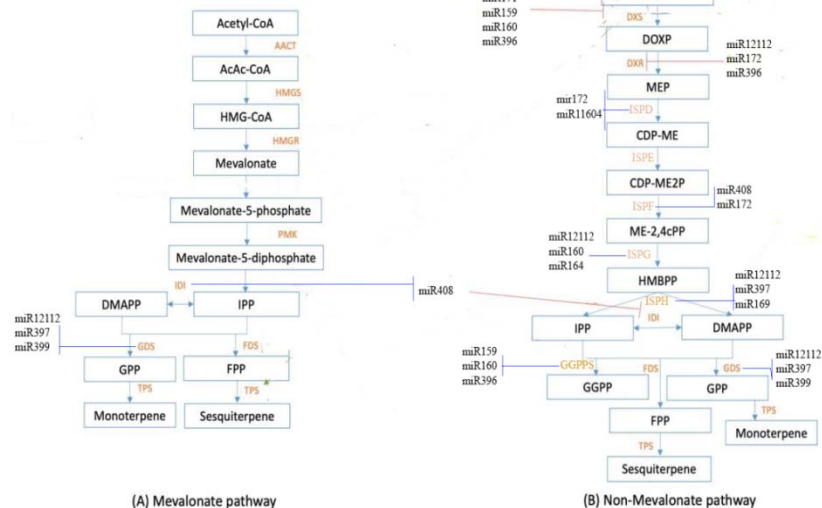 Acetyl-CoA
AACT
AcAc-CoA
HMGS
HMG-CoA
HMGR
Mevalonate
Mevalonate-5-phosphate
PMK
Mevalonate-5-diphosphate
IDI
miR408
DMAPP
IPP
miR12112
miR397
miR399
GDS
FDS
GPP
FPP
TPS
TPS
Monoterpene
Sesquiterpene
(A) Mevalonate pathway
miR159
miR160
miR396
DXS
DOXP
DXR
miR12112
miR172
miR396
MEP
mir172
miR11604
ISPD
CDP-ME
ISPE
CDP-ME2P
ISPF
miR408
miR172
ME-2,4cPP
miR12112
miR160
miR164
ISPG
HMBPP
miR12112
miR397
miR169
ISPH
IPP
IDI
DMAPP
miR159
miR160
miR396
GGPPS
FDS
GDS
miR12112
miR397
miR399
GGPP
GPP
TPS
FPP
Monoterpene
TPS
Sesquiterpene
(B) Non-Mevalonate pathway